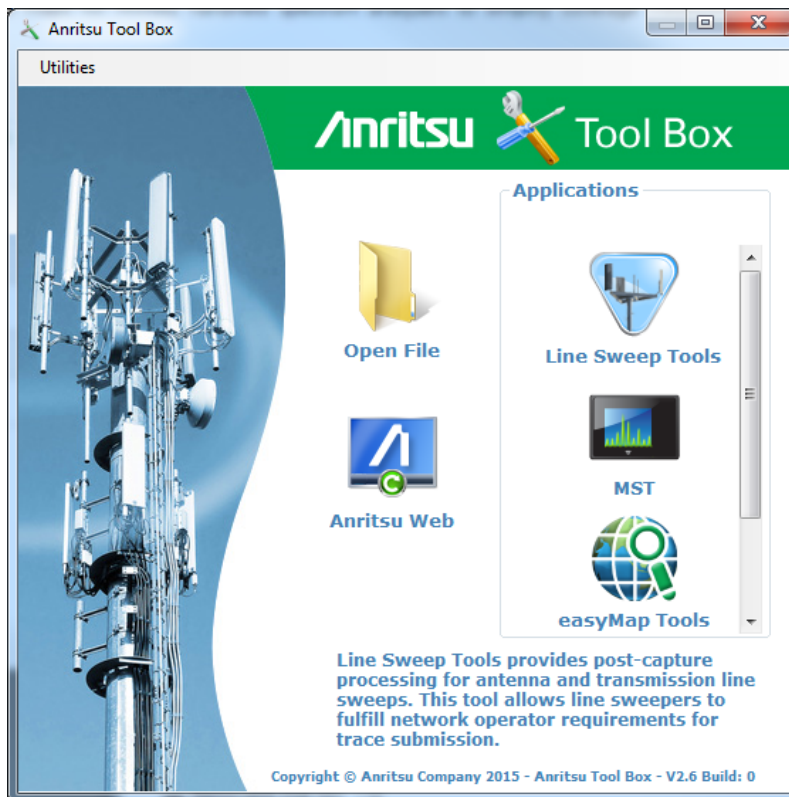 Anritsu Tool Box
Utilities
Anritsu Tool Box
Applications
Open File
Line Sweep Tools
MST
Anritsu Web
easyMap Tools
Line Sweep Tools provides post-capture
processing for antenna and transmission line
sweeps. This tool allows line sweepers to
fulfill network operator requirements for
trace submission.
Copyright © Anritsu Company 2015 - Anritsu Tool Box - V2.6 Build: 0